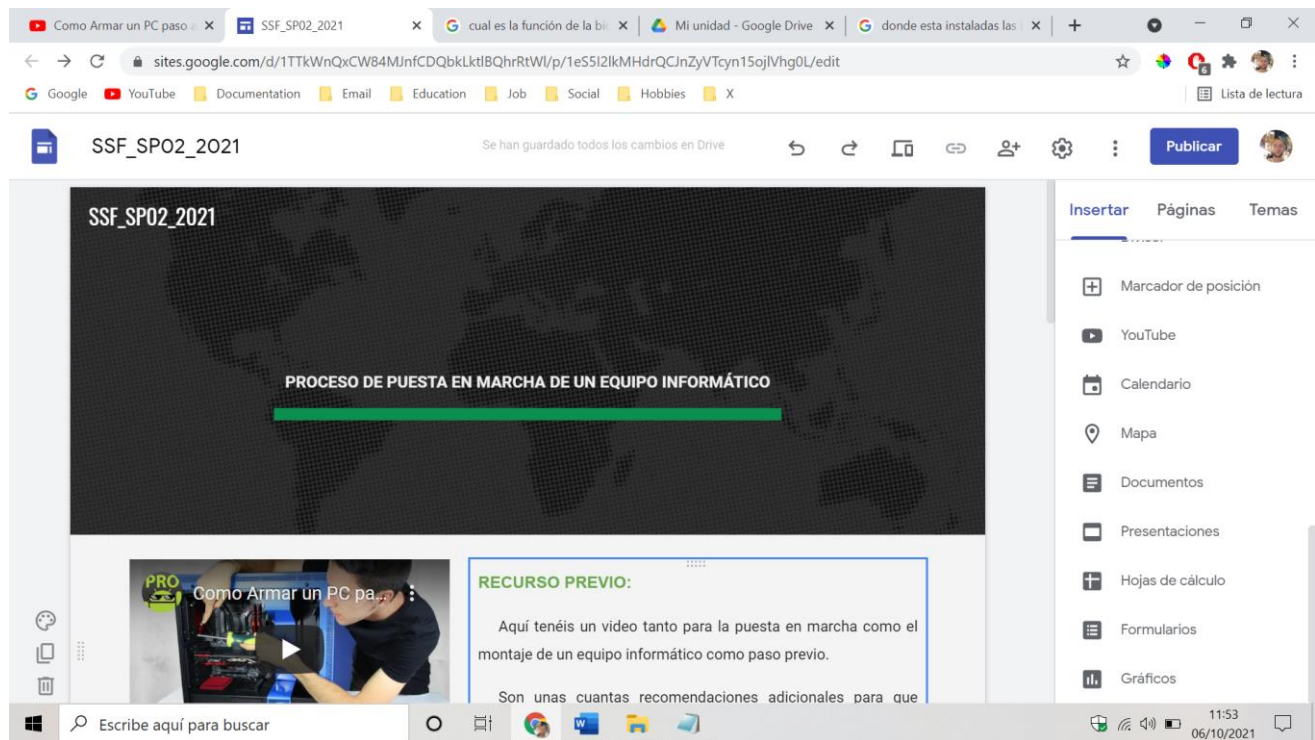 Como Armar un PC paso a
SSF_SP02_2021
cual es la función de la bio
Mi unidad - Google Drive
donde esta instaladas las
sites.google.com/d/1TTkWnQxCW84MJnfCDQbkLktlBQhrRtWl/p/1eS5I2lkMHdrQCJnZyVTcyn15ojlVhg0L/edit
6
Google YouTube Documentation Email Education Job Social Hobbies X Lista de lectura
SSF_SP02_2021
Se han guardado todos los cambios en Drive
Publicar
SSF_SP02_2021
PROCESO DE PUESTA EN MARCHA DE UN EQUIPO INFORMÁTICO
PRO
Como Armar un PC pa...
RECURSO PREVIO:
Aquí tenéis un video tanto para la puesta en marcha como el
montaje de un equipo informático como paso previo.
Son unas cuantas recomendaciones adicionales para que
Insertar Páginas Temas
Marcador de posición
YouTube
Calendario
Mapa
Documentos
Presentaciones
Hojas de cálculo
Formularios
Gráficos
Escribe aquí para buscar
11:53
06/10/2021